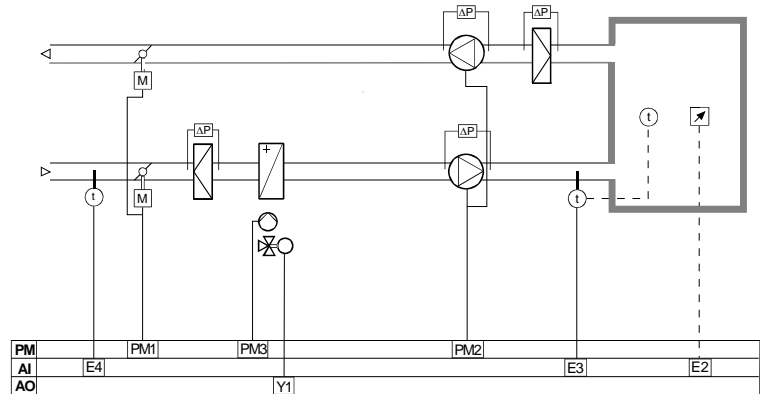 ΔP ΔP
M
t
ΔP ΔP
+
t M t
PM PM1 PM3 PM2
AI E4 E3 E2
AO Y1